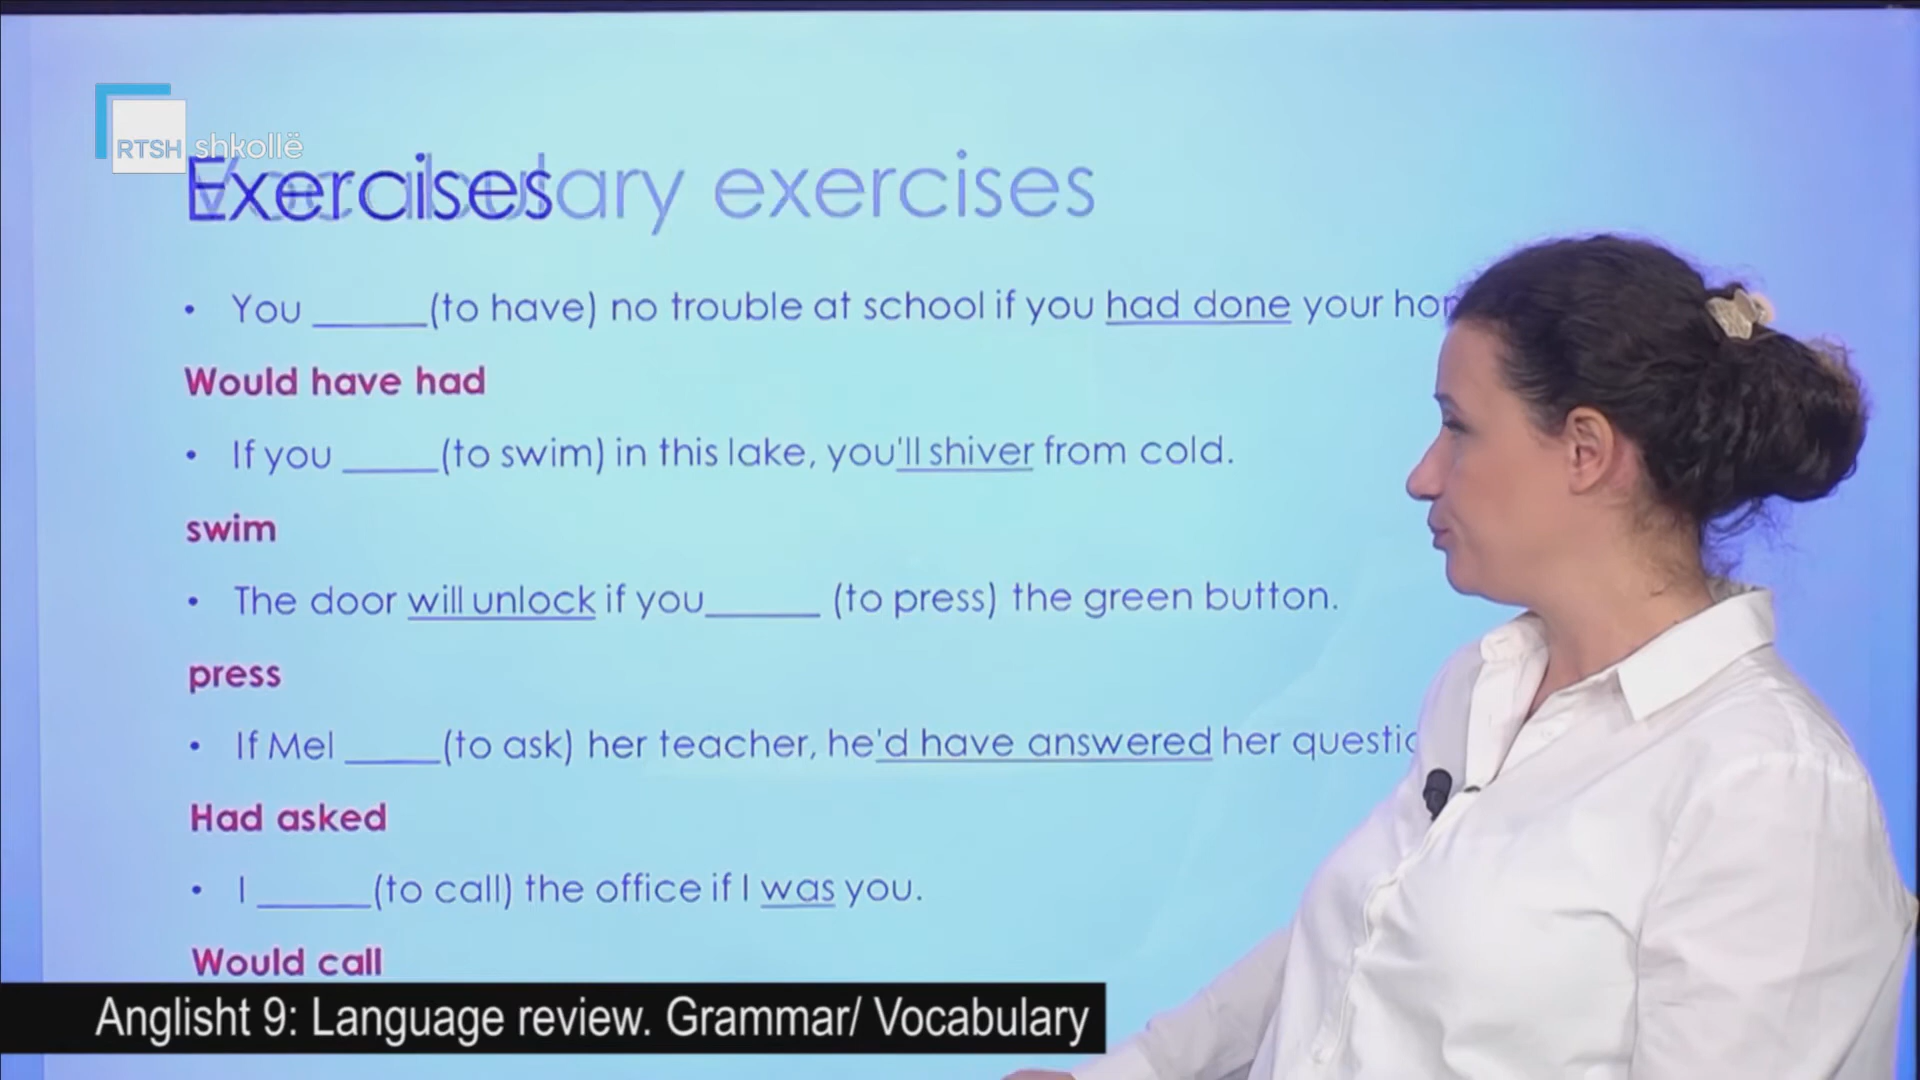 RTSH shkollë
Exercises
Vocabulary exercises
• You ______(to have) no trouble at school if you had done your
Would have had
• If you _____(to swim) in this lake, you'll shiver from cold.
swim
• The door will unlock if you______ (to press) the green button.
press
• If Mel _____(to ask) her teacher, he'd have answered her
Had asked
• I ______(to call) the office if I was you.
Would call
Anglisht 9: Language review. Grammar/ Vocabulary